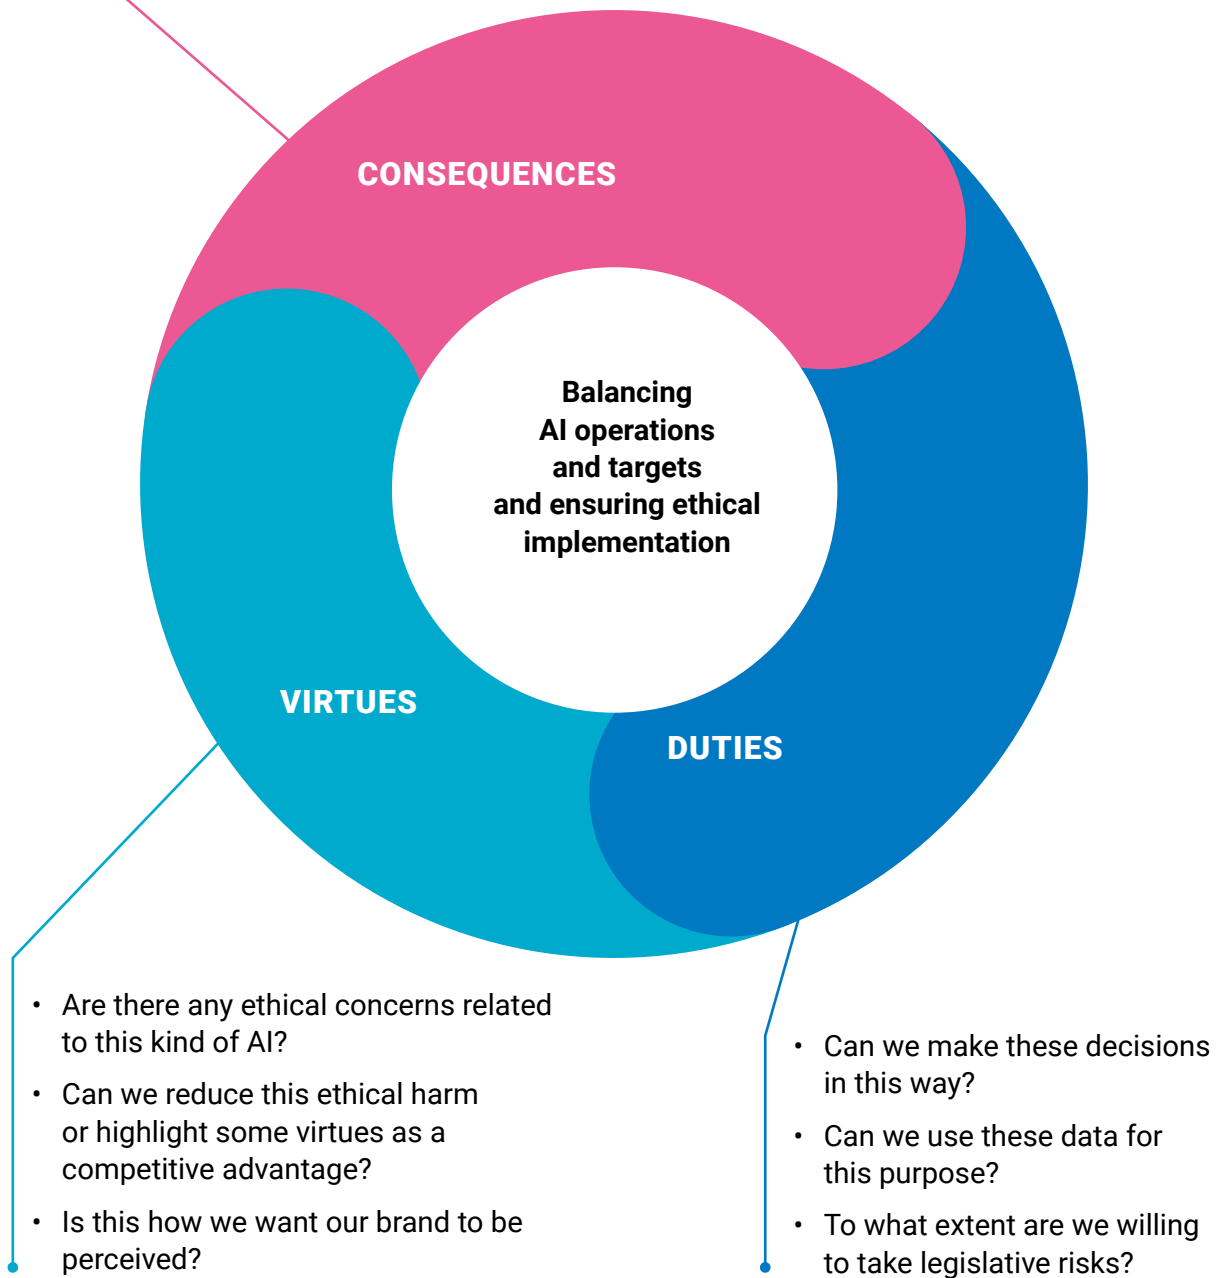 CONSEQUENCES
Balancing
AI operations
and targets
and ensuring ethical
implementation
VIRTUES
DUTIES
• Are there any ethical concerns related
to this kind of AI?
• Can we reduce this ethical harm
or highlight some virtues as a
competitive advantage?
• Is this how we want our brand to be
perceived?
• Can we make these decisions
in this way?
• Can we use these data for
this purpose?
• To what extent are we willing
to take legislative risks?